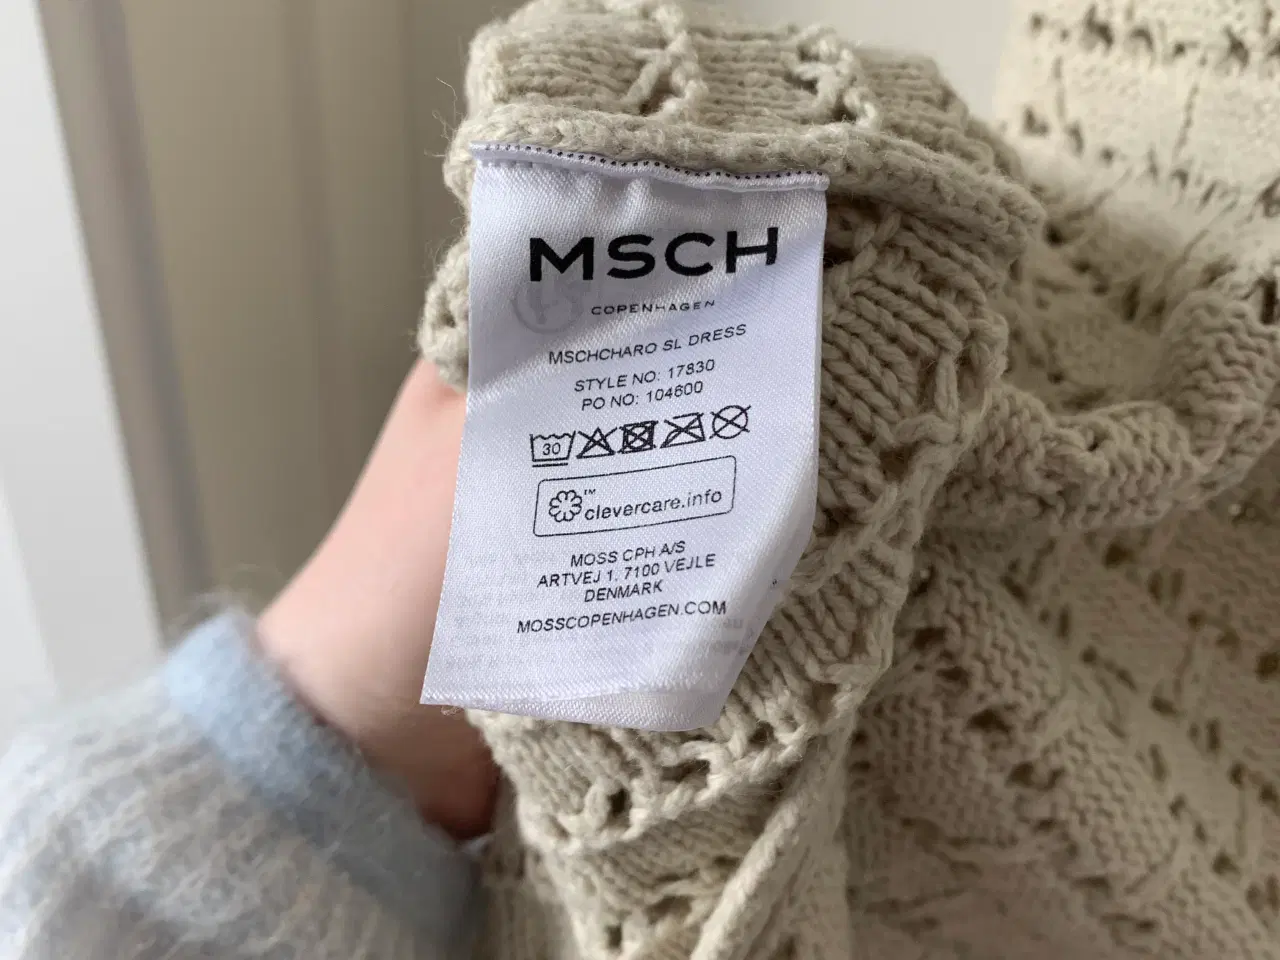 MSCH
COPENHAGEN
MSCHCHARO SL DRESS
STYLE NO: 17830
PO NO: 104600
30
™
clevercare.info
MOSS CPH A/S
ARTVEJ 1, 7100 VEJLE
DENMARK
MOSSCOPENHAGEN.COM